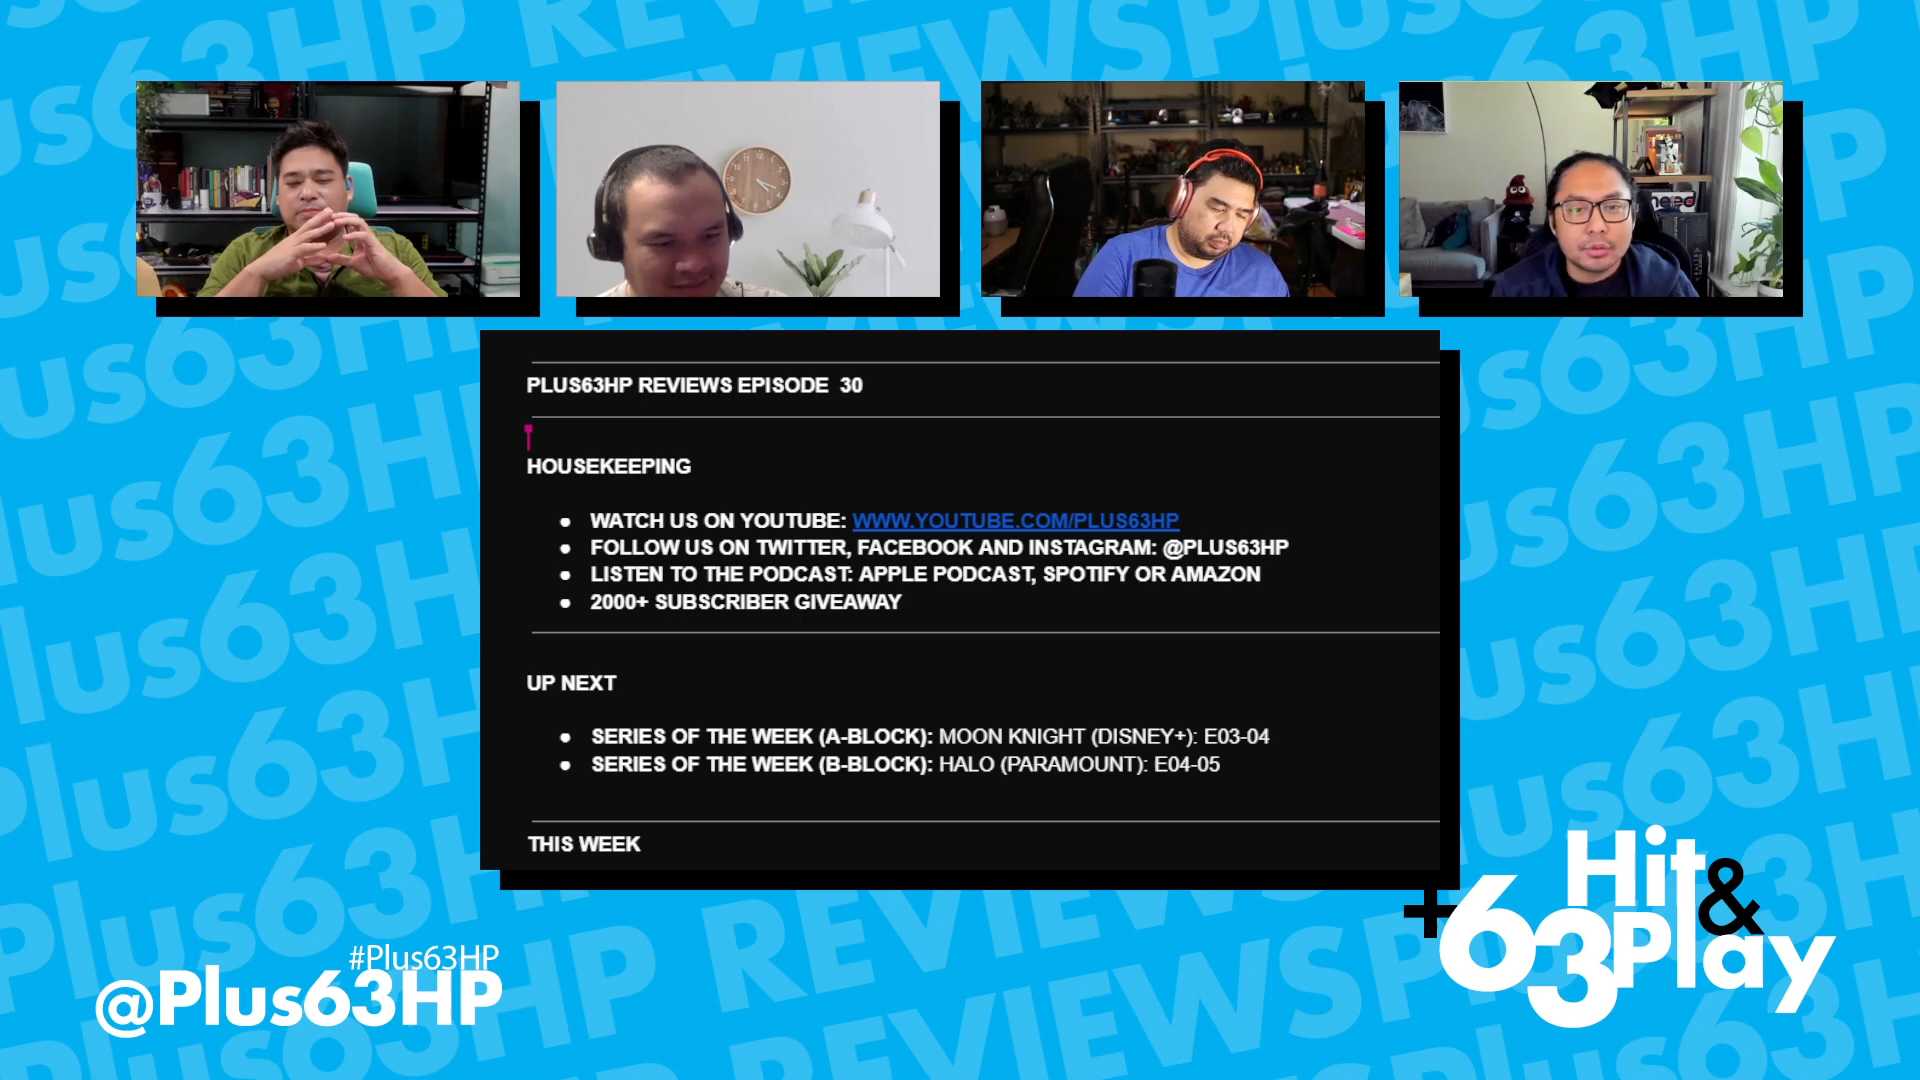 PLUS63HP REVIEWS EPISODE 30
HOUSEKEEPING
● WATCH US ON YOUTUBE: WWW.YOUTUBE.COM/PLUS63HP
● FOLLOW US ON TWITTER, FACEBOOK AND INSTAGRAM: @PLUS63HP
● LISTEN TO THE PODCAST: APPLE PODCAST, SPOTIFY OR AMAZON
● 2000+ SUBSCRIBER GIVEAWAY
UP NEXT
● SERIES OF THE WEEK (A-BLOCK): MOON KNIGHT (DISNEY+): E03-04
● SERIES OF THE WEEK (B-BLOCK): HALO (PARAMOUNT): E04-05
THIS WEEK
#Plus63HP
@Plus63HP
+63 Hit &
Play
Plus63HP REVIEWS